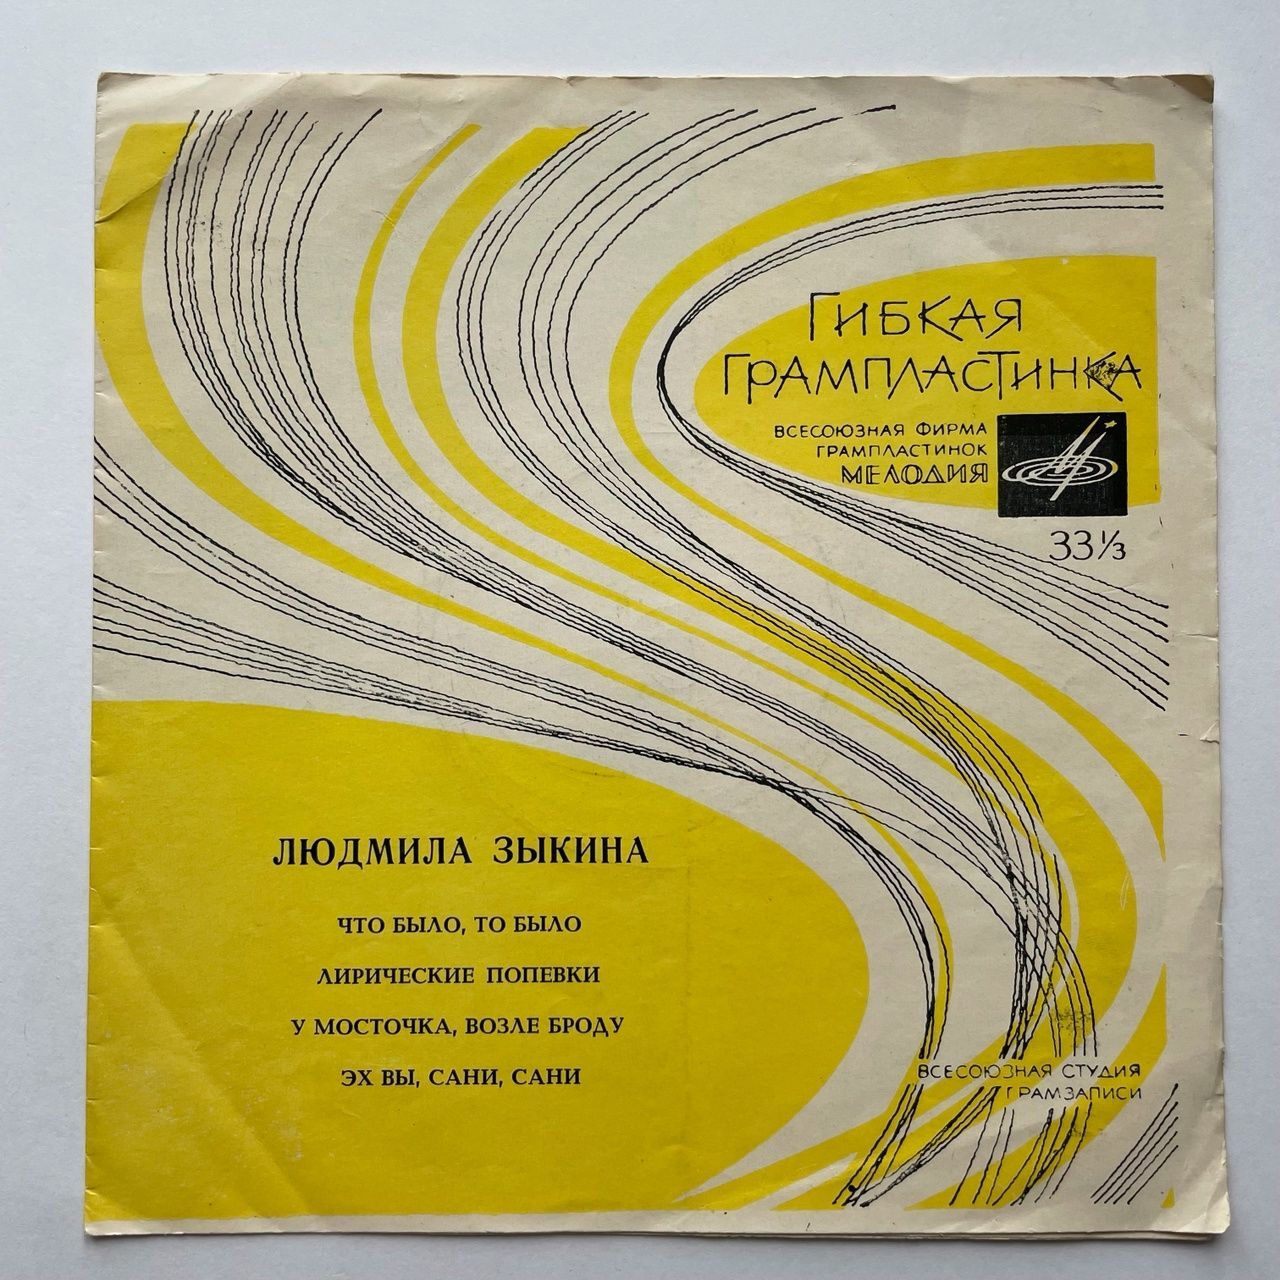 ГИБКАЯ
ГРАМПЛАСТИНКА
ВСЕСОЮЗНАЯ ФИРМА
ГРАМПЛАСТИНОК
МЕЛОДИЯ
33⅓
ЛЮДМИЛА ЗЫКИНА
ЧТО БЫЛО, ТО БЫЛО
ЛИРИЧЕСКИЕ ПОПЕВКИ
У МОСТОЧКА, ВОЗЛЕ БРОДУ
ЭХ ВЫ, САНИ, САНИ
ВСЕСОЮЗНАЯ СТУДИЯ
ГРАМЗАПИСИ